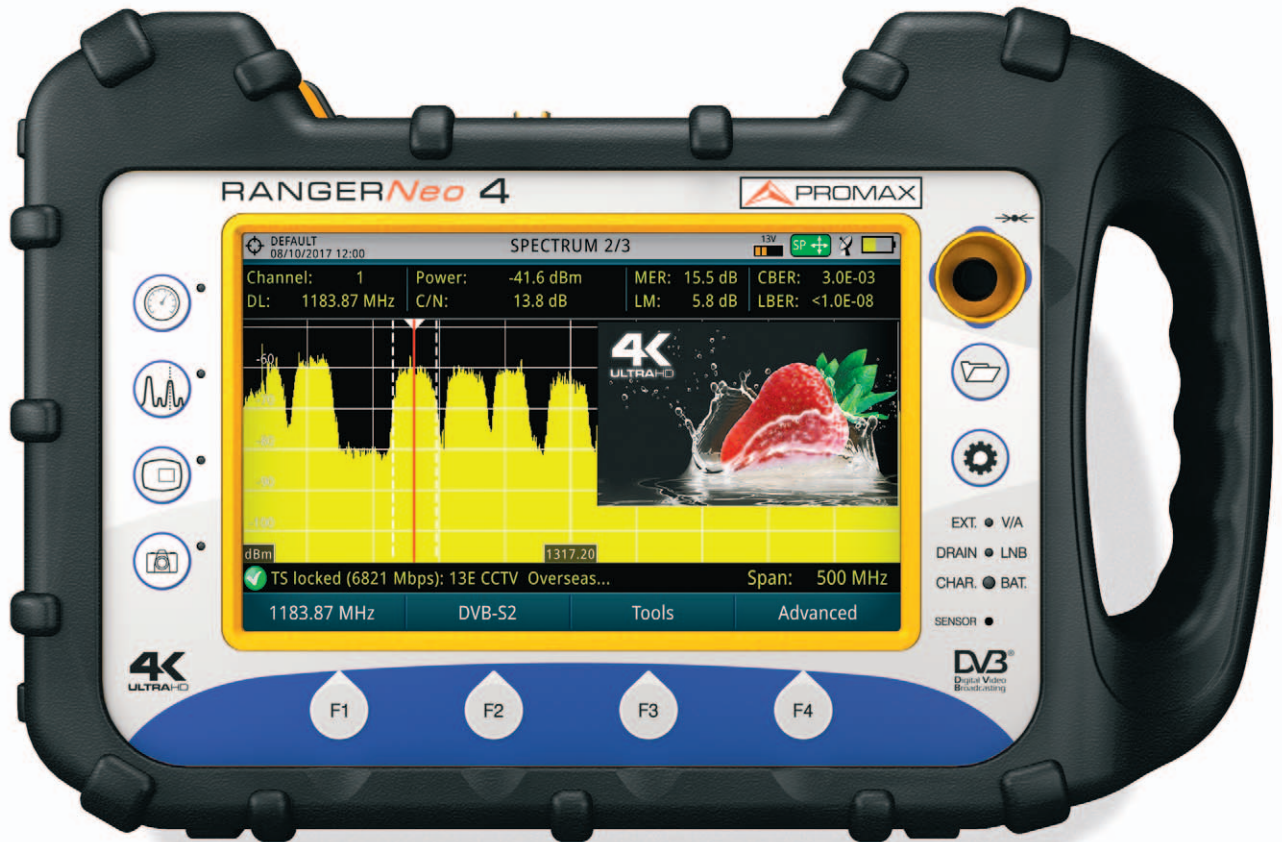 RANGERNeo 4
PROMAX
DEFAULT
08/10/2017 12:00
SPECTRUM 2/3
13V
SP
Channel: 1
Power: -41.6 dBm
MER: 15.5 dB
CBER: 3.0E-03
DL: 1183.87 MHz
C/N: 13.8 dB
LM: 5.8 dB
LBER: <1.0E-08
-60
4K
ULTRAHD
-90
-100
dBm
1317.20
TS locked (6821 Mbps): 13E CCTV Overseas...
Span: 500 MHz
1183.87 MHz
DVB-S2
Tools
Advanced
EXT. V/A
DRAIN LNB
CHAR. BAT.
SENSOR
4K
ULTRAHD
DVB®
Digital Video
Broadcasting
F1
F2
F3
F4